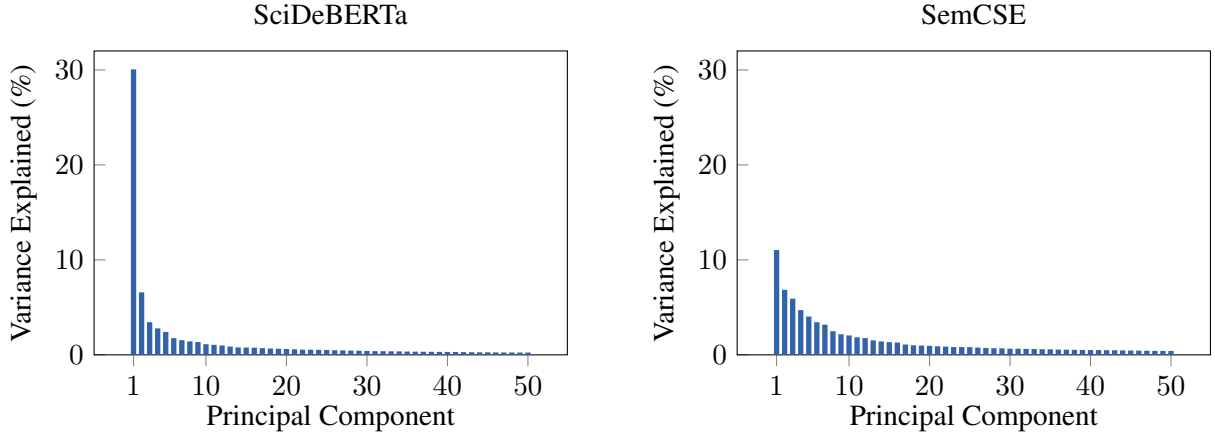 SciDeBERTa
Variance Explained (%)
30
20
10
0
1 10 20 30 40 50
Principal Component
SemCSE
Variance Explained (%)
30
20
10
0
1 10 20 30 40 50
Principal Component